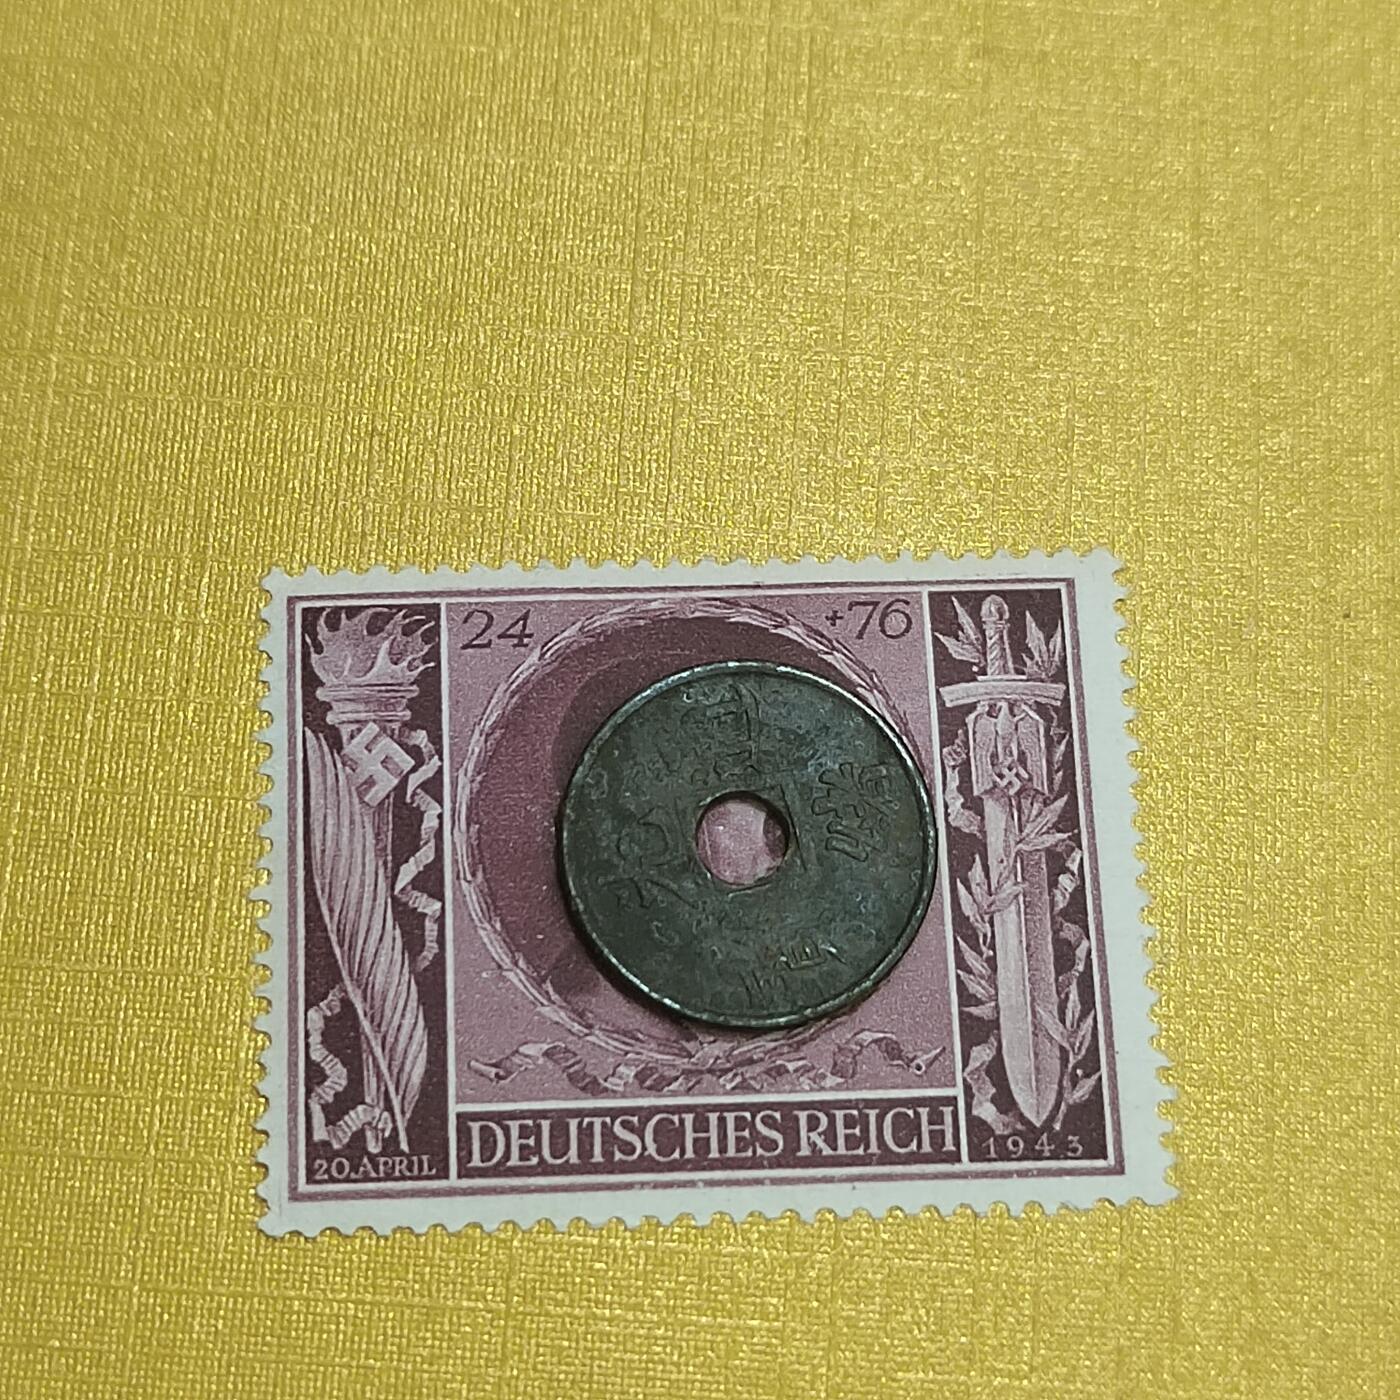 24 +76
20.APRIL
DEUTSCHES REICH
1943